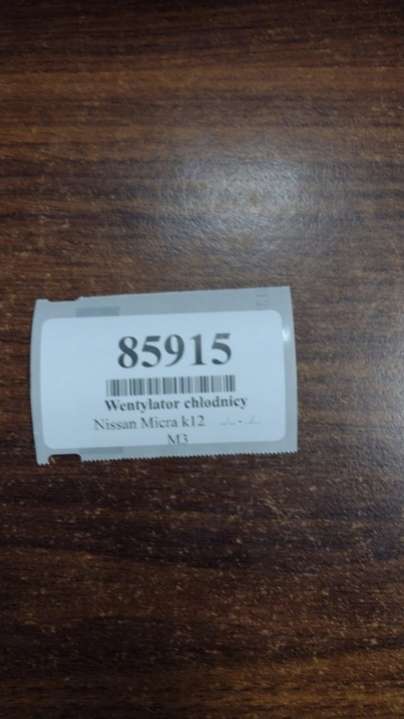 85915
Wentylator chłodnicy
Nissan Micra k12
M3